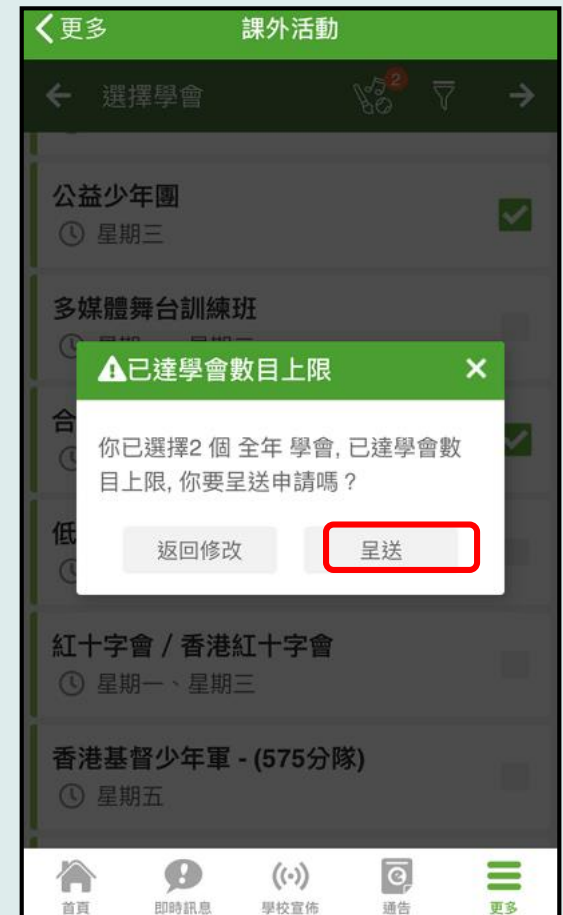 更多 課外活動
選擇學會 2
公益少年團
星期三
多媒體舞台訓練班
已達學會數目上限
合
你已選擇2 個 全年 學會, 已達學會數
目上限, 你要呈送申請嗎？
低
返回修改 呈送
紅十字會 / 香港紅十字會
星期一、星期三
香港基督少年軍 - (575分隊)
星期五
首頁 即時訊息 學校宣佈 通告 更多